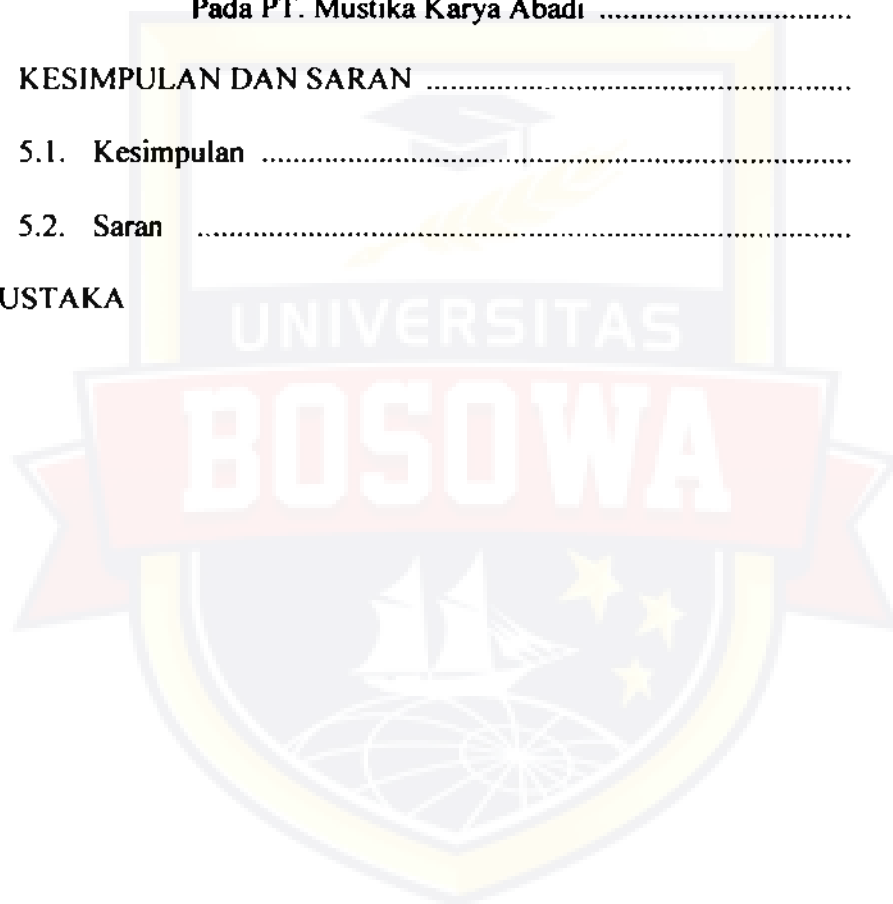 Pada PT. Mustika Karya Abadi ................................
KESIMPULAN DAN SARAN ................................................
5.1. Kesimpulan ................................................................
5.2. Saran ................................................................
USTAKA
UNIVERSITAS
BOSOWA